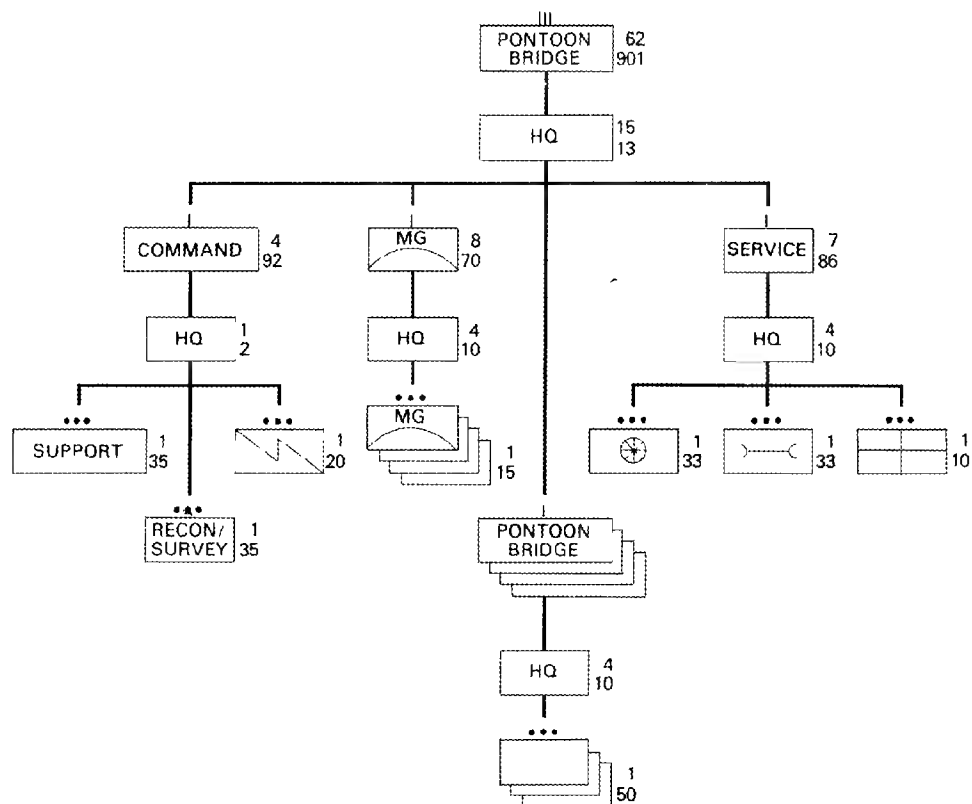 PONTOON
BRIDGE
62
901
HQ
15
13
COMMAND
4
92
MG
8
70
SERVICE
7
86
HQ
1
2
HQ
4
10
HQ
4
10
SUPPORT
1
35
1
20
MG
1
15
1
33
1
33
1
10
RECON/
SURVEY
1
35
PONTOON
BRIDGE
HQ
4
10
1
50